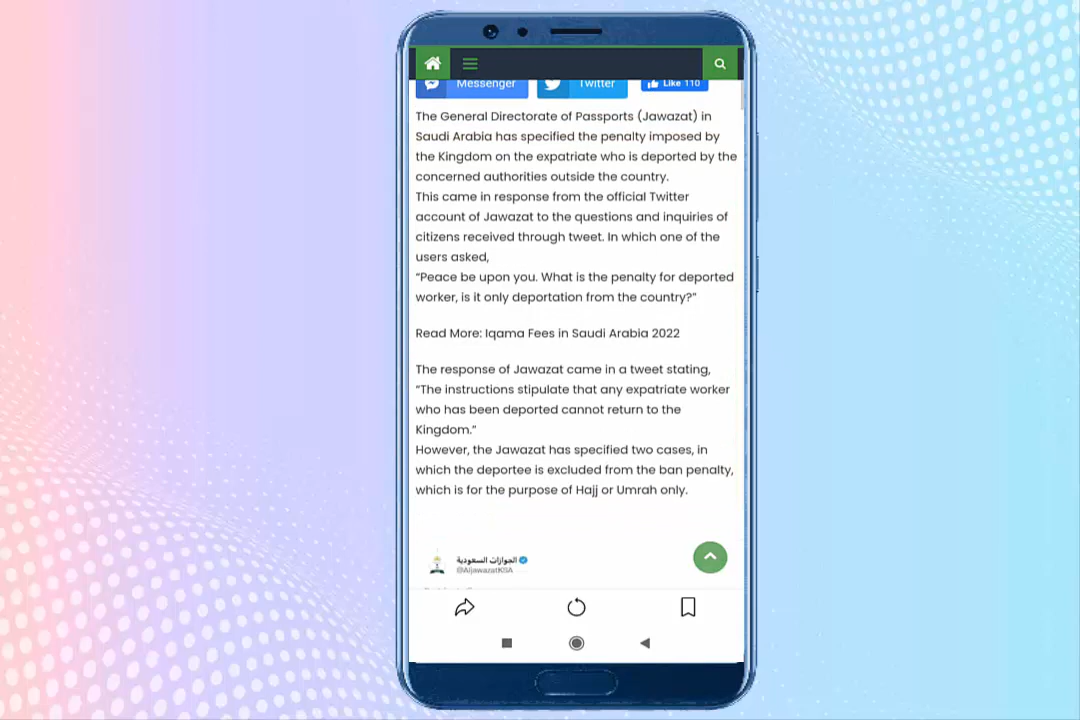 Messenger
Twitter
Like 110
The General Directorate of Passports (Jawazat) in
Saudi Arabia has specified the penalty imposed by
the Kingdom on the expatriate who is deported by the
concerned authorities outside the country.
This came in response from the official Twitter
account of Jawazat to the questions and inquiries of
citizens received through tweet. In which one of the
users asked,
“Peace be upon you. What is the penalty for deported
worker, is it only deportation from the country?”
Read More: Iqama Fees in Saudi Arabia 2022
The response of Jawazat came in a tweet stating,
“The instructions stipulate that any expatriate worker
who has been deported cannot return to the
Kingdom.”
However, the Jawazat has specified two cases, in
which the deportee is excluded from the ban penalty,
which is for the purpose of Hajj or Umrah only.
الجوازات السعودية
@AljawazatKSA